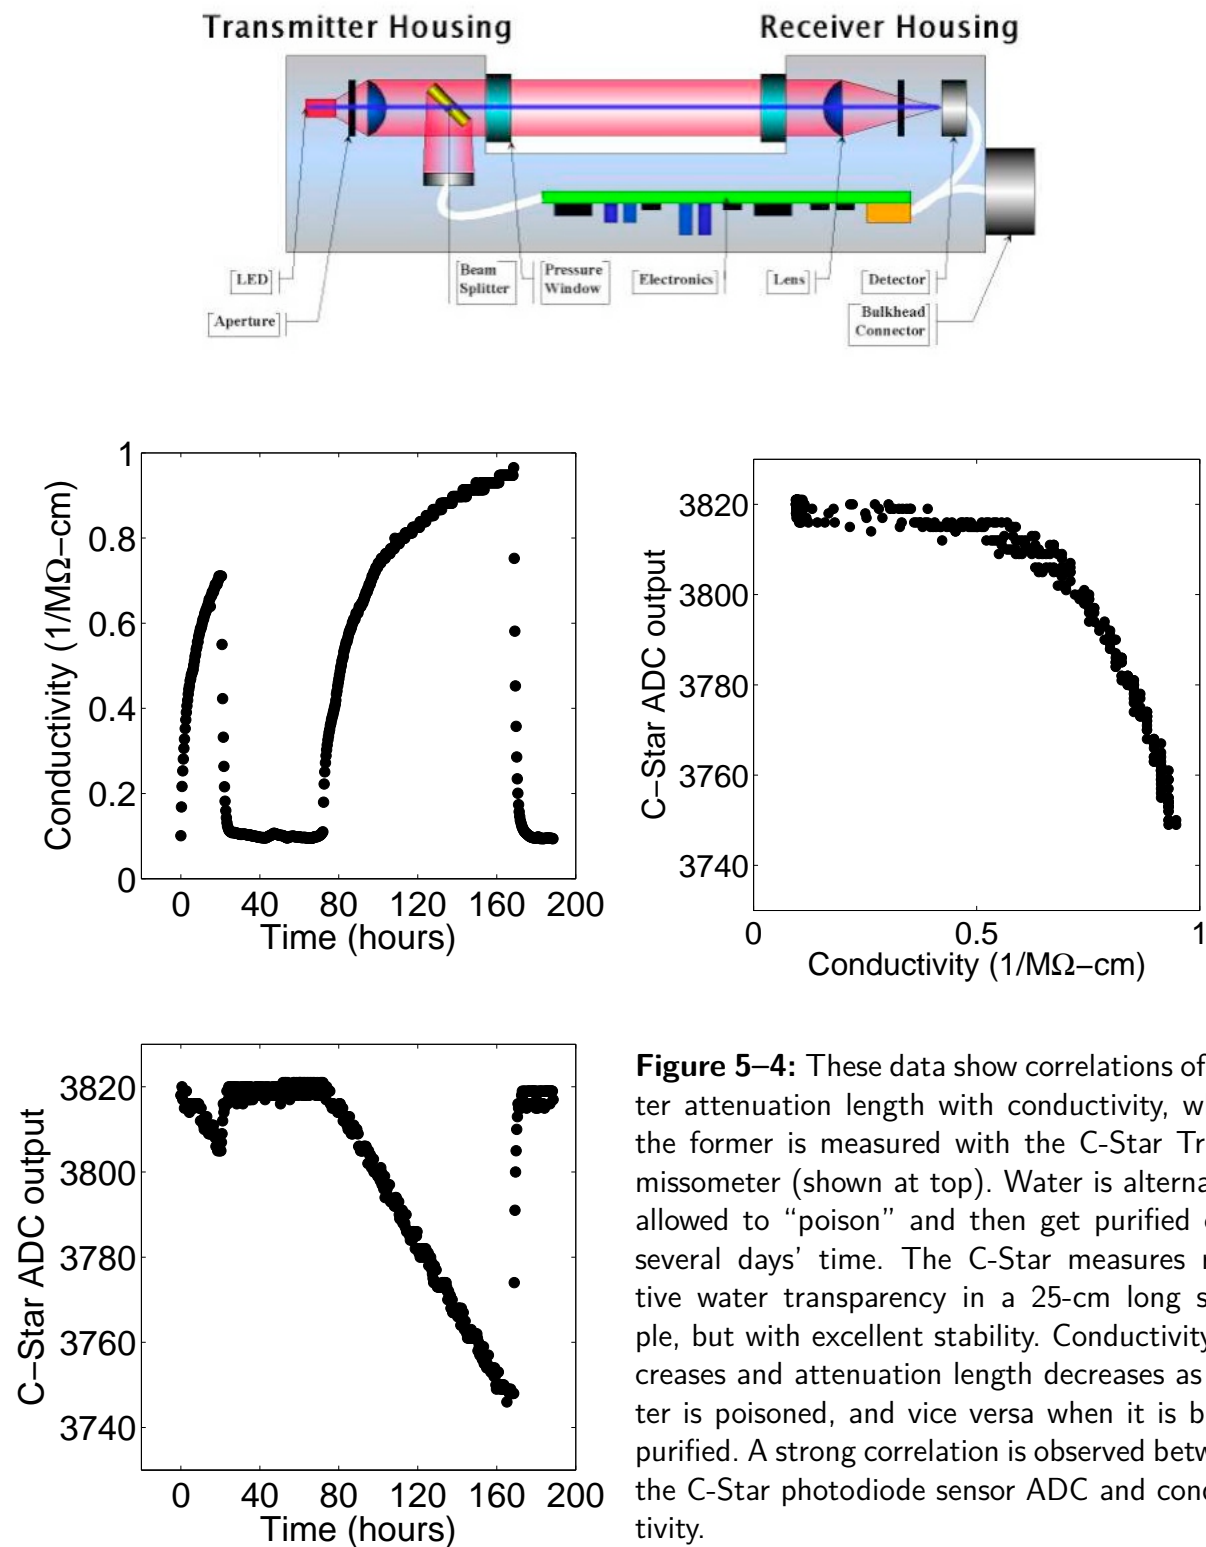 Transmitter Housing
Receiver Housing
LED
Aperture
Beam
Splitter
Pressure
Window
Electronics
Lens
Detector
Bulkhead
Connector
1
0.8
0.6
0.4
0.2
0
Conductivity (1/MΩ−cm)
0 40 80 120 160 200
Time (hours)
3820
3800
3780
3760
3740
C−Star ADC output
0 0.5 1
Conductivity (1/MΩ−cm)
3820
3800
3780
3760
3740
C−Star ADC output
0 40 80 120 160 200
Time (hours)
Figure 5–4: These data show correlations of
ter attenuation length with conductivity, w
the former is measured with the C-Star Tr
missometer (shown at top). Water is alterna
allowed to “poison” and then get purified
several days’ time. The C-Star measures
tive water transparency in a 25-cm long s
ple, but with excellent stability. Conductivity
creases and attenuation length decreases as
ter is poisoned, and vice versa when it is b
purified. A strong correlation is observed betw
the C-Star photodiode sensor ADC and cond
tivity.